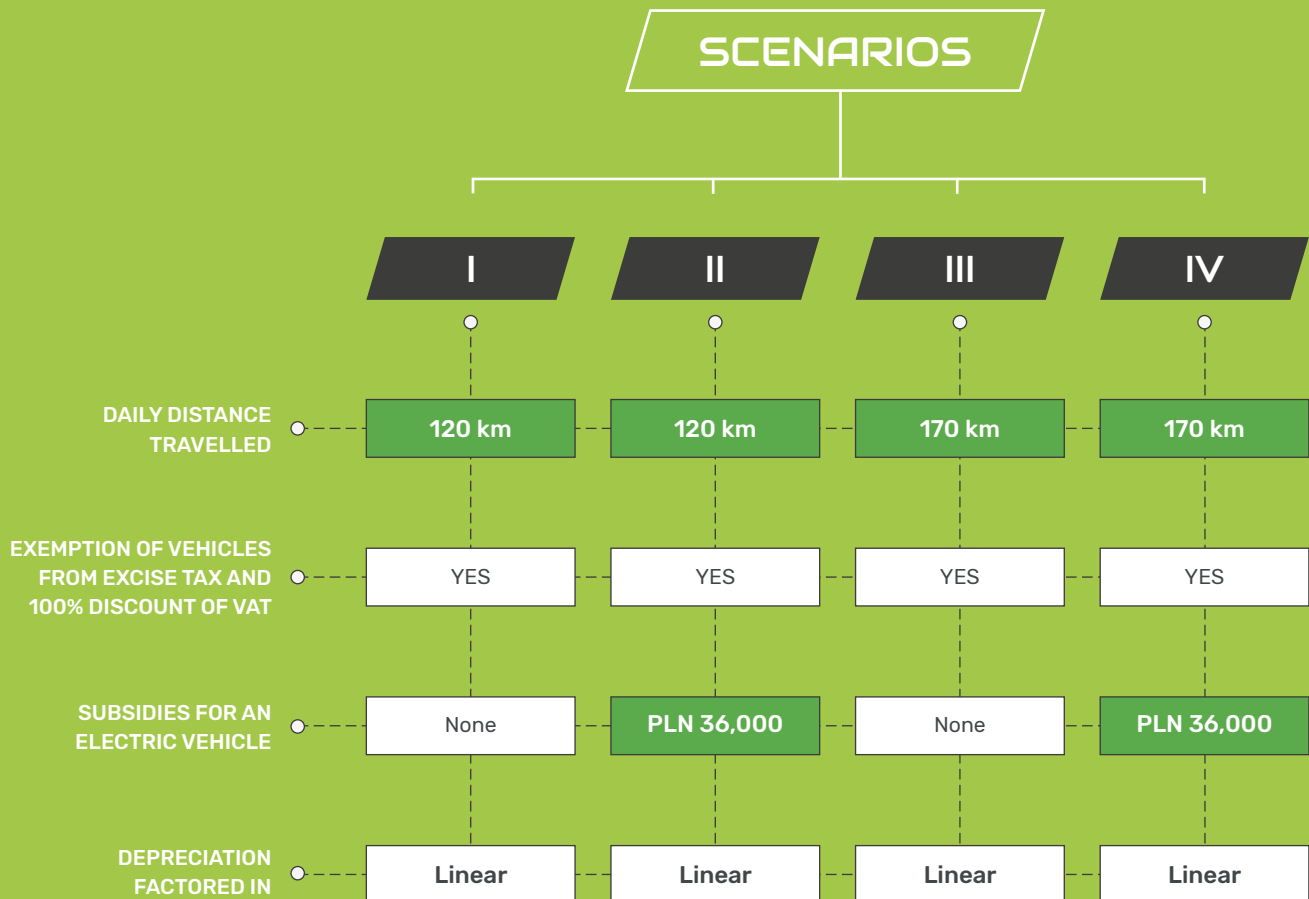 SCENARIOS
I II III IV
DAILY DISTANCE
TRAVELLED
120 km 120 km 170 km 170 km
EXEMPTION OF VEHICLES
FROM EXCISE TAX AND
100% DISCOUNT OF VAT
YES YES YES YES
SUBSIDIES FOR AN
ELECTRIC VEHICLE
None PLN 36,000 None PLN 36,000
DEPRECIATION
FACTORED IN
Linear Linear Linear Linear